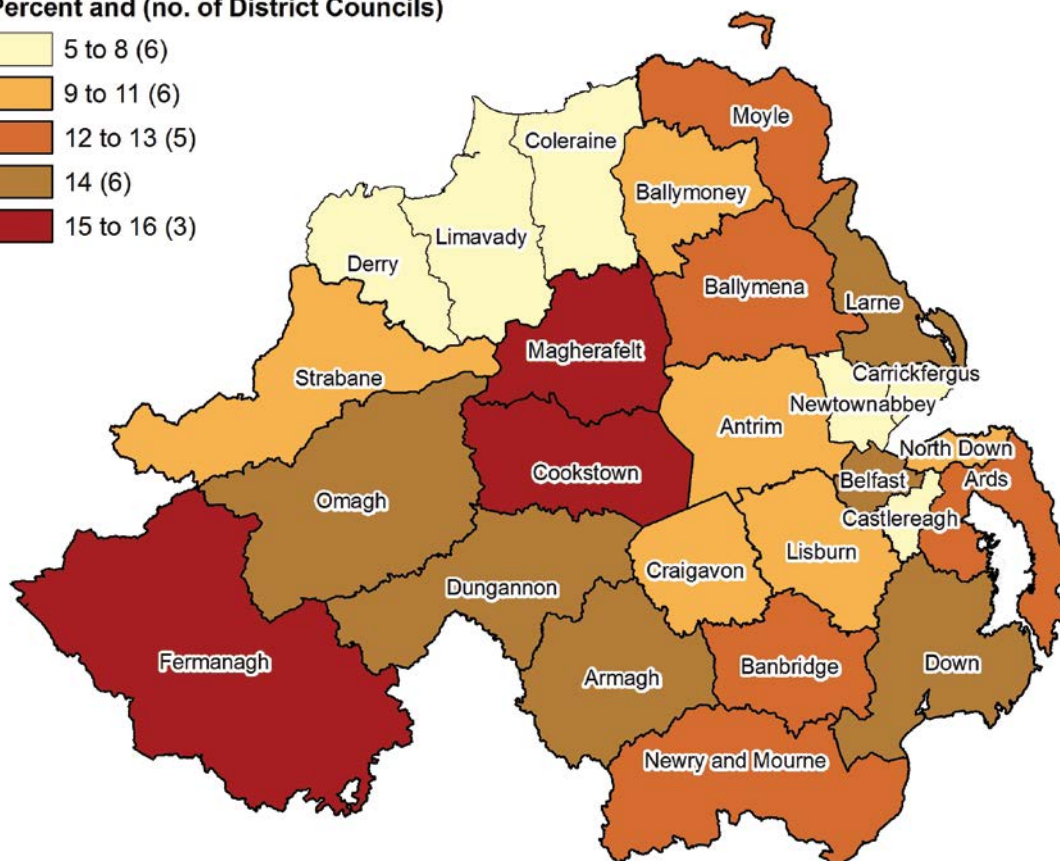 Percent and (no. of District Councils)
5 to 8 (6)
9 to 11 (6)
12 to 13 (5)
14 (6)
15 to 16 (3)
Moyle
Coleraine
Ballymoney
Limavady
Derry
Ballymena
Larne
Magherafelt
Carrickfergus
Strabane
Newtownabbey
Antrim
North Down
Cookstown
Belfast
Ards
Omagh
Castlereagh
Lisburn
Craigavon
Dungannon
Fermanagh
Armagh
Banbridge
Down
Newry and Mourne